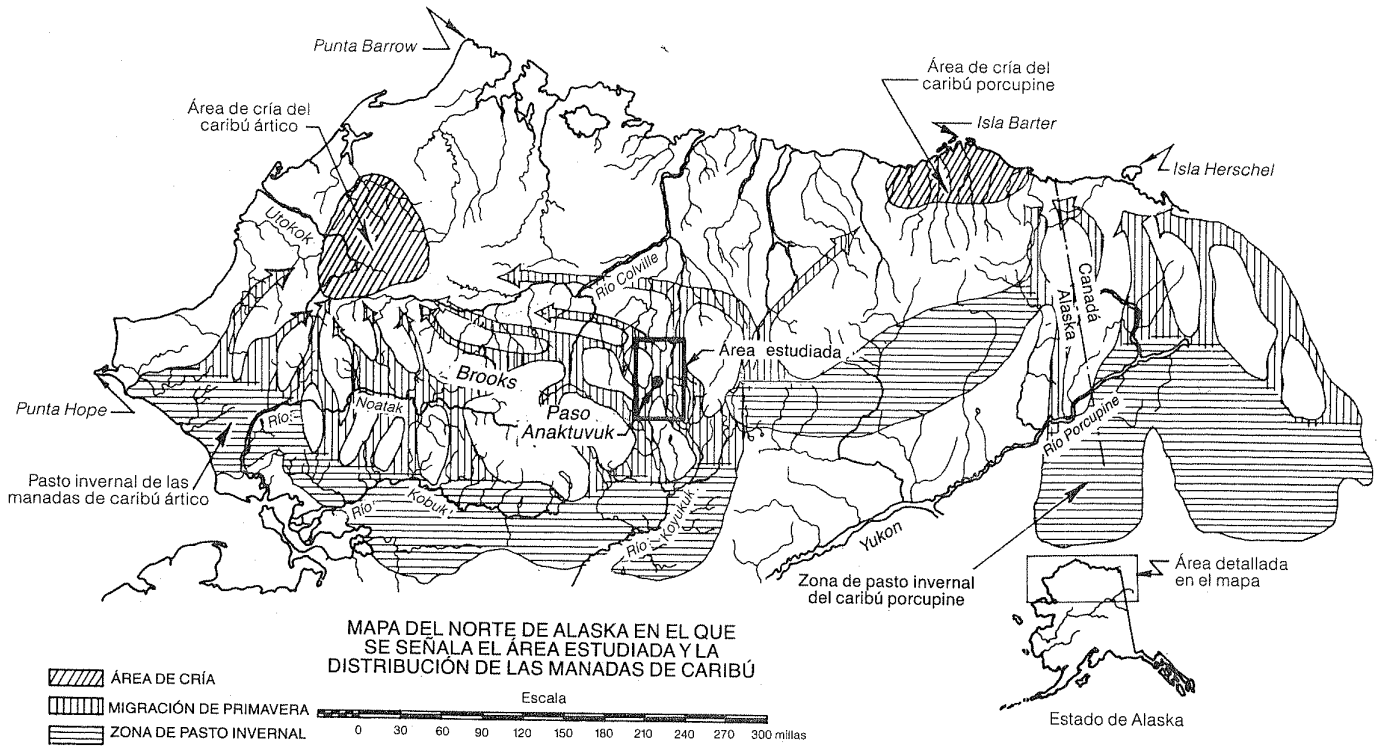 Punta Barrow
Área de cría del
caribú ártico
Área de cría del
caribú porcupine
Isla Barter
Isla Herschel
Utokok
Río Colville
Canadá
Alaska
Área estudiada
Brooks
Paso
Anaktuvuk
Punta Hope
Río
Noatak
Río Porcupine
Pasto invernal de las
manadas de caribú ártico
Río
Kobuk
Río
Koyukuk
Yukon
Zona de pasto invernal
del caribú porcupine
Área detallada
en el mapa
MAPA DEL NORTE DE ALASKA EN EL QUE
SE SEÑALA EL ÁREA ESTUDIADA Y LA
DISTRIBUCIÓN DE LAS MANADAS DE CARIBÚ
ÁREA DE CRÍA
MIGRACIÓN DE PRIMAVERA
ZONA DE PASTO INVERNAL
Escala
0 30 60 90 120 150 180 210 240 270 300 millas
Estado de Alaska